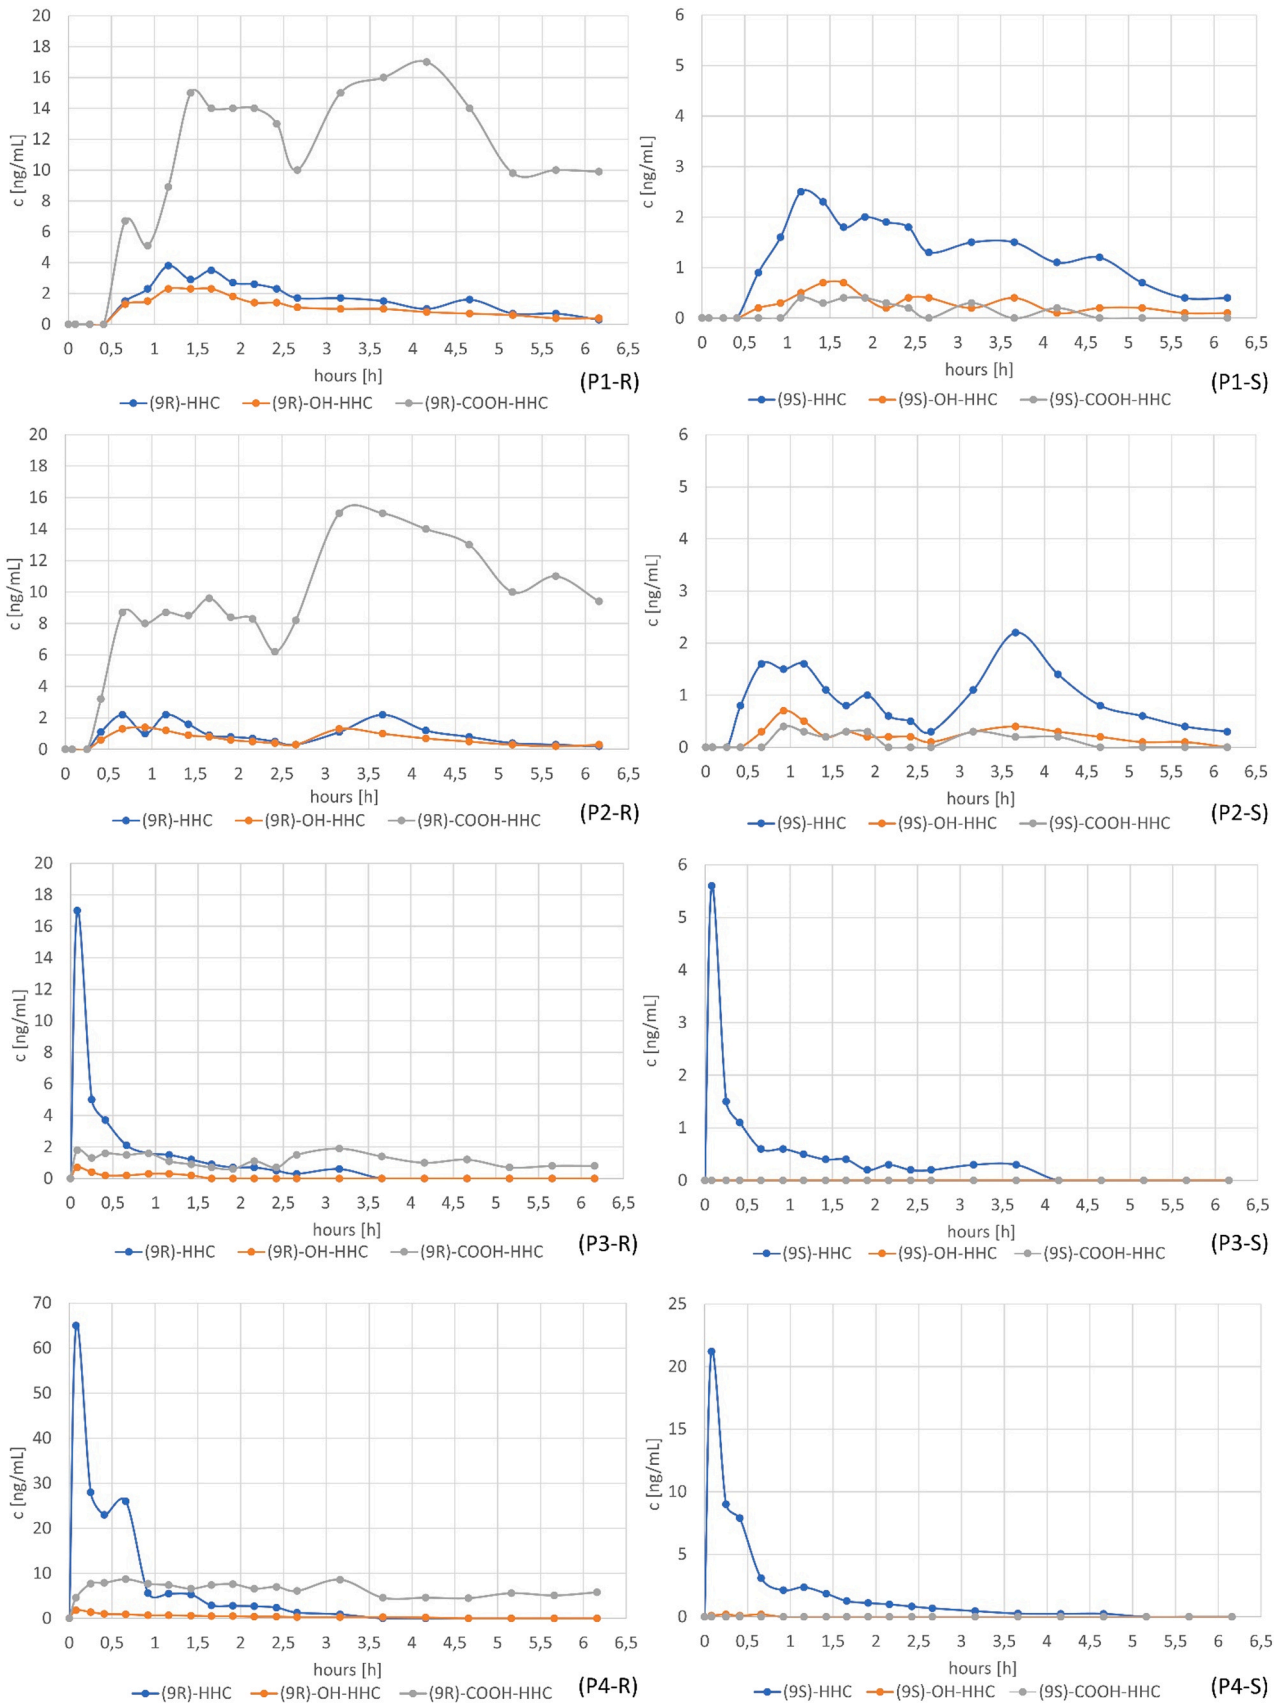 20
18
16
14
12
10
8
6
4
2
0
c [ng/mL]
0 0,5 1 1,5 2 2,5 3 3,5 4 4,5 5 5,5 6 6,5
hours [h]
(P1-R)
(9R)-HHC (9R)-OH-HHC (9R)-COOH-HHC
6
5
4
3
2
1
0
c [ng/mL]
0 0,5 1 1,5 2 2,5 3 3,5 4 4,5 5 5,5 6 6,5
hours [h]
(P1-S)
(9S)-HHC (9S)-OH-HHC (9S)-COOH-HHC
20
18
16
14
12
10
8
6
4
2
0
c [ng/mL]
0 0,5 1 1,5 2 2,5 3 3,5 4 4,5 5 5,5 6 6,5
hours [h]
(P2-R)
(9R)-HHC (9R)-OH-HHC (9R)-COOH-HHC
6
5
4
3
2
1
0
c [ng/mL]
0 0,5 1 1,5 2 2,5 3 3,5 4 4,5 5 5,5 6 6,5
hours [h]
(P2-S)
(9S)-HHC (9S)-OH-HHC (9S)-COOH-HHC
20
18
16
14
12
10
8
6
4
2
0
c [ng/mL]
0 0,5 1 1,5 2 2,5 3 3,5 4 4,5 5 5,5 6 6,5
hours [h]
(P3-R)
(9R)-HHC (9R)-OH-HHC (9R)-COOH-HHC
6
5
4
3
2
1
0
c [ng/mL]
0 0,5 1 1,5 2 2,5 3 3,5 4 4,5 5 5,5 6 6,5
hours [h]
(P3-S)
(9S)-HHC (9S)-OH-HHC (9S)-COOH-HHC
70
60
50
40
30
20
10
0
c [ng/mL]
0 0,5 1 1,5 2 2,5 3 3,5 4 4,5 5 5,5 6 6,5
hours [h]
(P4-R)
(9R)-HHC (9R)-OH-HHC (9R)-COOH-HHC
25
20
15
10
5
0
c [ng/mL]
0 0,5 1 1,5 2 2,5 3 3,5 4 4,5 5 5,5 6 6,5
hours [h]
(P4-S)
(9S)-HHC (9S)-OH-HHC (9S)-COOH-HHC